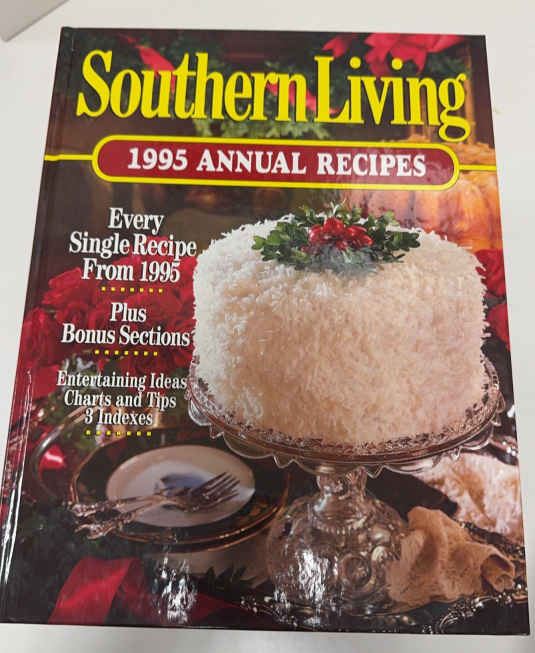 Southern Living
1995 ANNUAL RECIPES
Every
Single Recipe
From 1995
Plus
Bonus Sections
Entertaining Ideas
Charts and Tips
3 Indexes